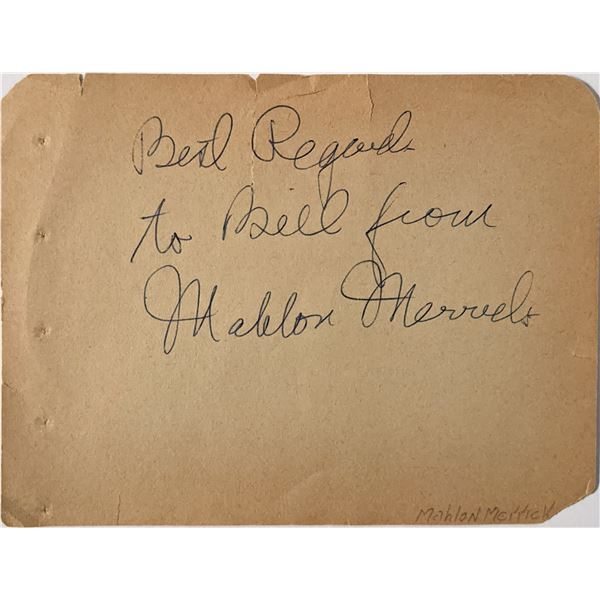 Best Regards
to Bill from
Mahlon Merrick
Mahlon Merrick